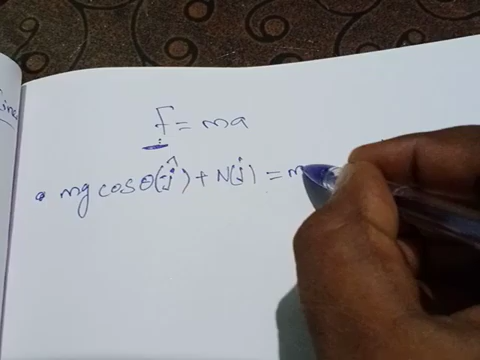 F = ma
mg cosθ(-ĵ) + N(ĵ) = m